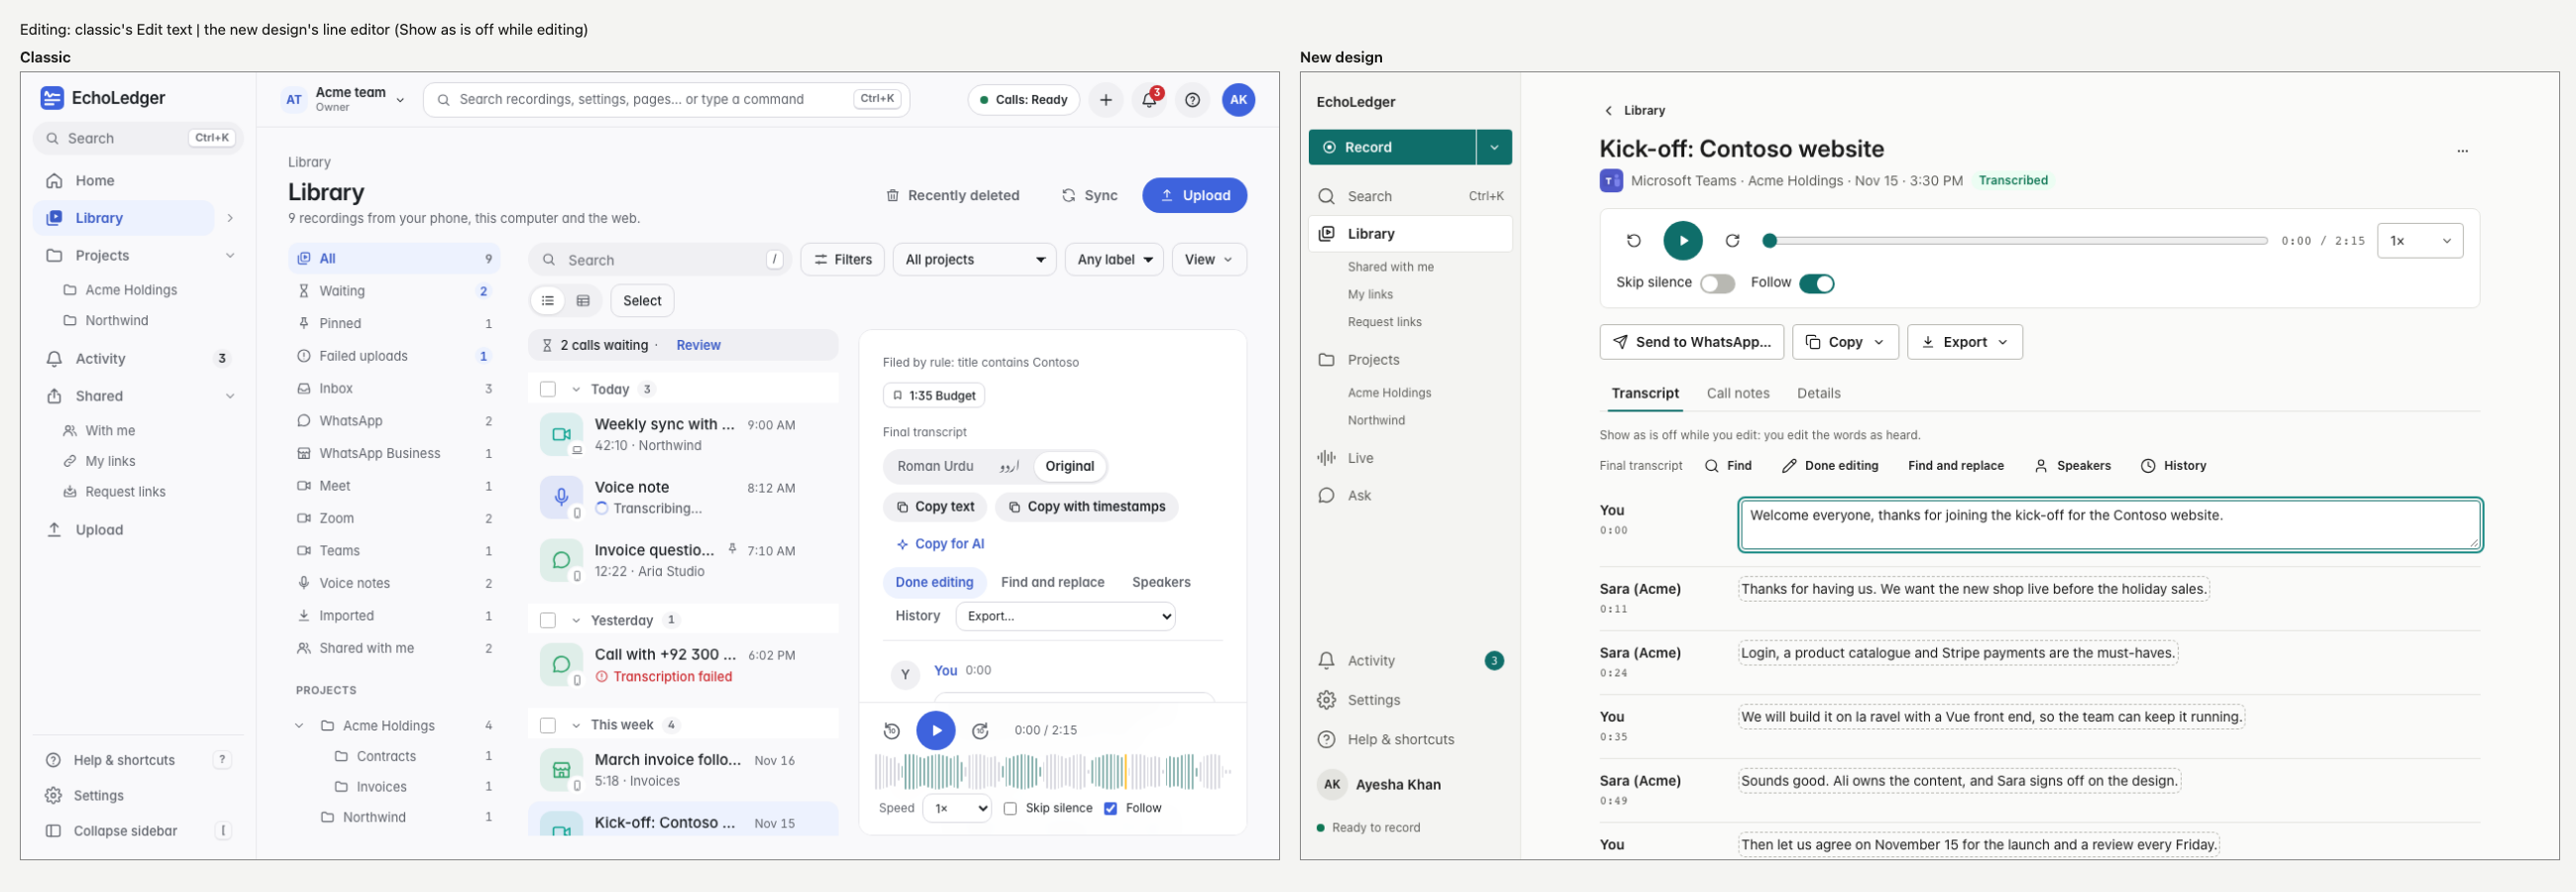 Editing: classic's Edit text | the new design's line editor (Show as is off while editing)
Classic
EchoLedger
Search Ctrl+K
Home
Library
Projects
Acme Holdings
Northwind
Activity 3
Shared
With me
My links
Request links
Upload
Help & shortcuts ?
Settings
Collapse sidebar [
AT Acme team
Owner
Search recordings, settings, pages... or type a command Ctrl+K
Calls: Ready
3
AK
Library
Library
9 recordings from your phone, this computer and the web.
Recently deleted
Sync
Upload
All 9
Waiting 2
Pinned 1
Failed uploads 1
Inbox 3
WhatsApp 2
WhatsApp Business 1
Meet 1
Zoom 2
Teams 1
Voice notes 2
Imported 1
Shared with me 2
PROJECTS
Acme Holdings 4
Contracts 1
Invoices 1
Northwind 1
Search /
Filters
All projects
Any label
View
Select
2 calls waiting · Review
Today 3
Weekly sync with ... 9:00 AM
42:10 · Northwind
Voice note 8:12 AM
Transcribing...
Invoice questio... 7:10 AM
12:22 · Aria Studio
Yesterday 1
Call with +92 300 ... 6:02 PM
Transcription failed
This week 4
March invoice follo... Nov 16
5:18 · Invoices
Kick-off: Contoso ... Nov 15
Filed by rule: title contains Contoso
1:35 Budget
Final transcript
Roman Urdu اردو Original
Copy text
Copy with timestamps
Copy for AI
Done editing Find and replace Speakers
History Export...
Y You 0:00
10 10 0:00 / 2:15
Speed 1× Skip silence Follow
New design
EchoLedger
Record
Search Ctrl+K
Library
Shared with me
My links
Request links
Projects
Acme Holdings
Northwind
Live
Ask
Activity 3
Settings
Help & shortcuts
AK Ayesha Khan
Ready to record
Library
Kick-off: Contoso website ...
T Microsoft Teams · Acme Holdings · Nov 15 · 3:30 PM Transcribed
0:00 / 2:15 1×
Skip silence Follow
Send to WhatsApp...
Copy
Export
Transcript Call notes Details
Show as is off while you edit: you edit the words as heard.
Final transcript Find Done editing Find and replace Speakers History
You Welcome everyone, thanks for joining the kick-off for the Contoso website.
0:00
Sara (Acme) Thanks for having us. We want the new shop live before the holiday sales.
0:11
Sara (Acme) Login, a product catalogue and Stripe payments are the must-haves.
0:24
You We will build it on la ravel with a Vue front end, so the team can keep it running.
0:35
Sara (Acme) Sounds good. Ali owns the content, and Sara signs off on the design.
0:49
You Then let us agree on November 15 for the launch and a review every Friday.